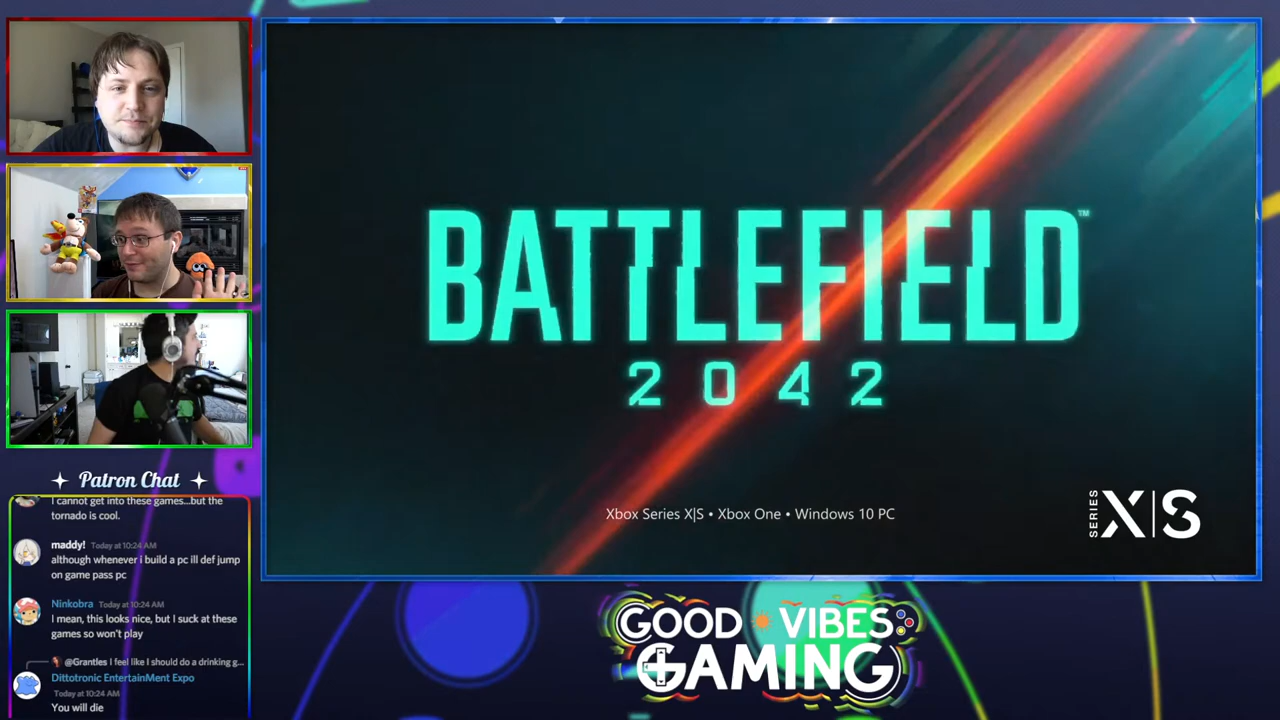 BATTLEFIELD™
2042
Xbox Series X|S • Xbox One • Windows 10 PC
SERIES X|S
Patron Chat
I cannot get into these games...but the
tornado is cool.
maddy! Today at 10:24 AM
although whenever i build a pc ill def jump
on game pass pc
Ninkobra Today at 10:24 AM
I mean, this looks nice, but I suck at these
games so won't play
@Grantles I feel like I should do a drinking g...
Dittotronic EntertainMent Expo
Today at 10:24 AM
You will die
GOOD VIBES
GAMING